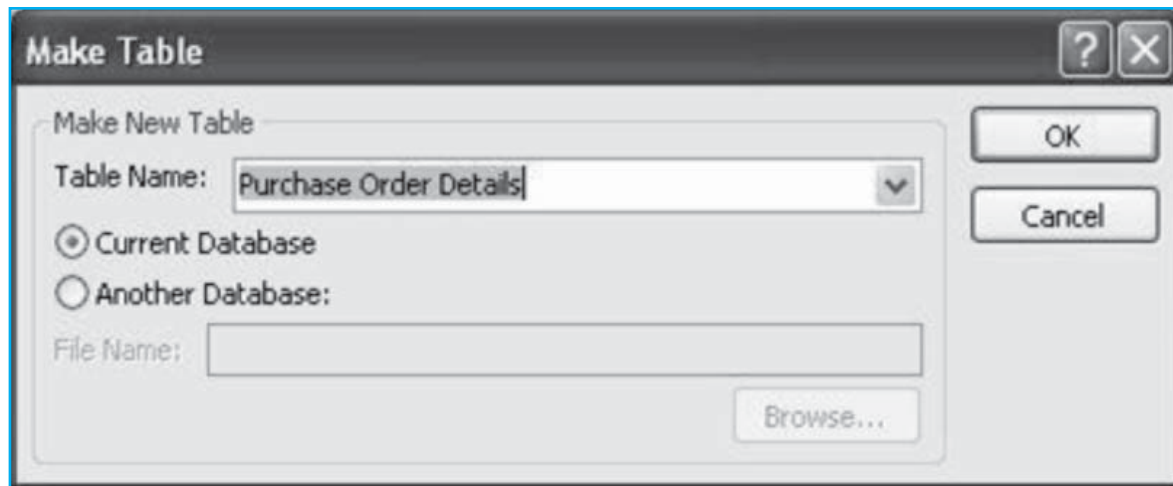 Make Table
Make New Table
Table Name: Purchase Order Details
Current Database
Another Database:
File Name:
Browse...
OK
Cancel